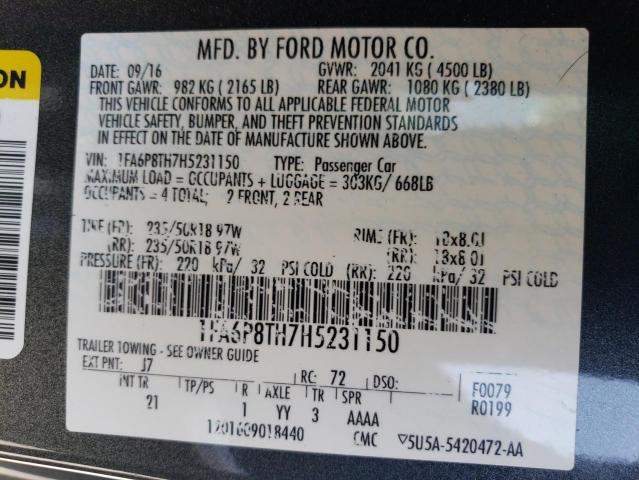 ON
MFD. BY FORD MOTOR CO.
DATE: 09/16 GVWR: 2041 KG ( 4500 LB)
FRONT GAWR: 982 KG ( 2165 LB) REAR GAWR: 1080 KG ( 2380 LB)
THIS VEHICLE CONFORMS TO ALL APPLICABLE FEDERAL MOTOR
VEHICLE SAFETY, BUMPER, AND THEFT PREVENTION STANDARDS
IN EFFECT ON THE DATE OF MANUFACTURE SHOWN ABOVE.
VIN: 1FA6P8TH7H5231150 TYPE: Passenger Car
MAXIMUM LOAD = OCCUPANTS + LUGGAGE = 303KG/ 668LB
OCCUPANTS = 4 TOTAL; 2 FRONT, 2 REAR
TIRE (FR): 235/50R18 97W RIMS (FR): 18x8.0J
(RR): 235/50R18 97W (RR): 18x8.0J
PRESSURE (FR): 220 kPa/ 32 PSI COLD (RR): 220 kPa/ 32 PSI COLD
1FA6P8TH7H5231150
TRAILER TOWING - SEE OWNER GUIDE
EXT PNT: J7 RC: 72 DSO: F0079
INT TR TP/PS R AXLE TR SPR R0199
21 1 YY 3 AAAA
1201609018440 CMC ▽5U5A-5420472-AA